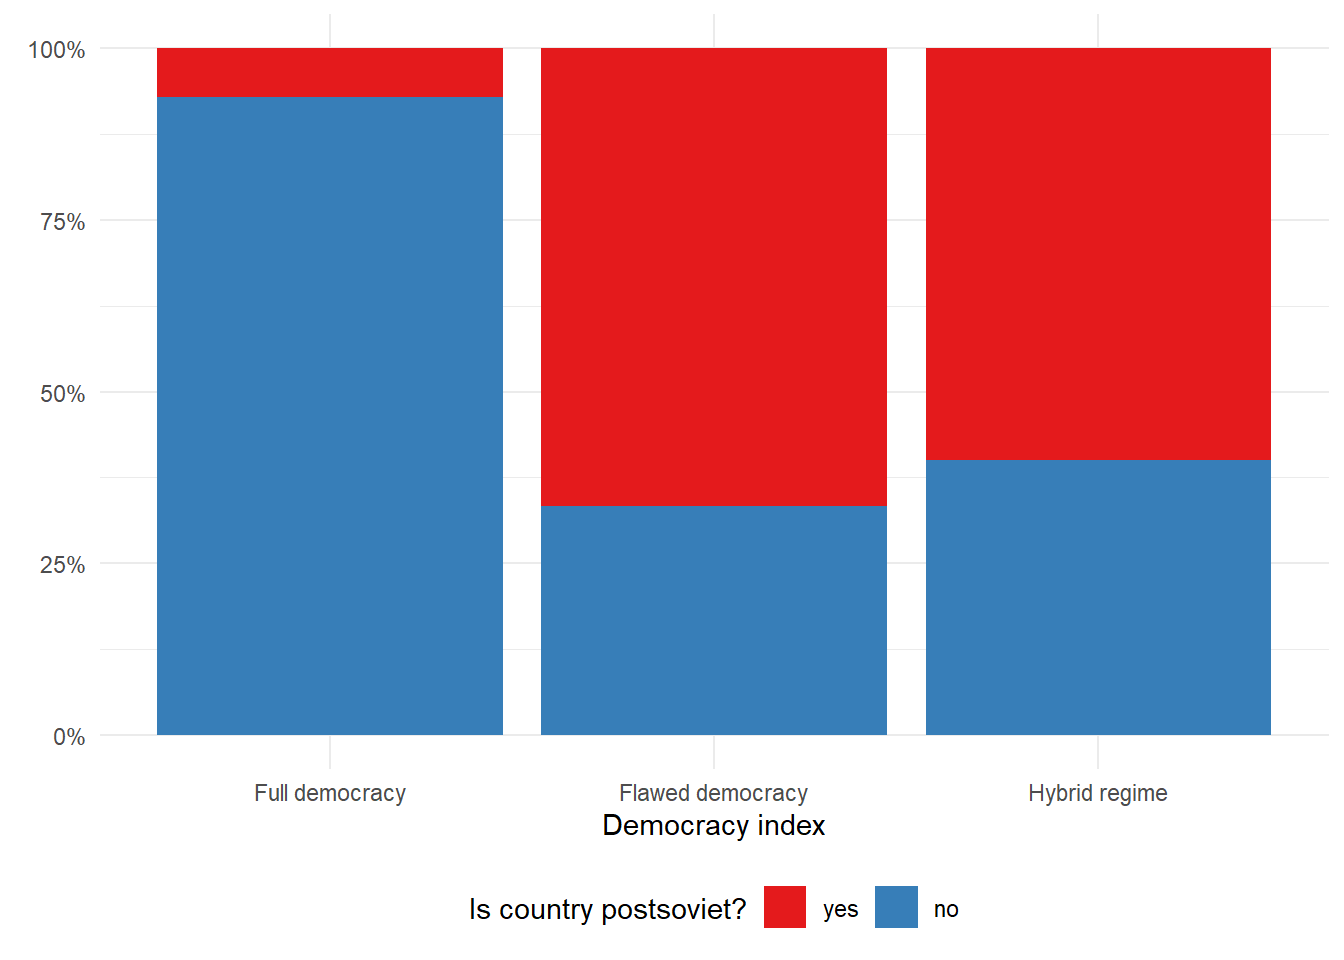 100%
75%
50%
25%
0%
Full democracy
Flawed democracy
Hybrid regime
Democracy index
Is country postsoviet? yes no